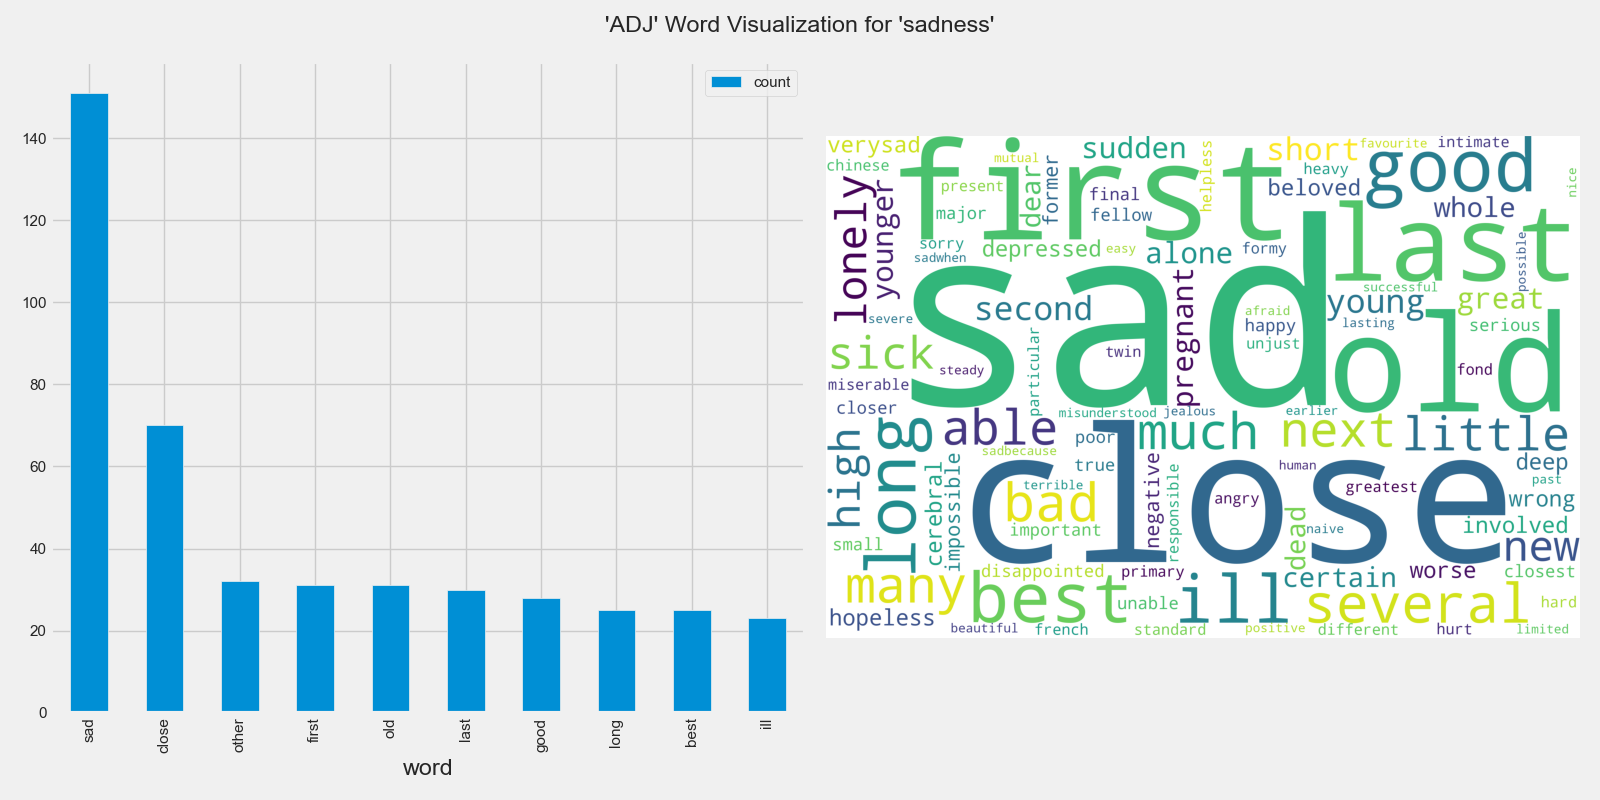 'ADJ' Word Visualization for 'sadness'
count
140
120
100
80
60
40
20
0
sad
close
other
first
old
last
good
long
best
ill
word
verysad
chinese
first
mutual
sudden
short
favourite
intimate
good
nice
lonely
younger
present
major
dear
former
final
fellow
helpless
heavy
beloved
whole
last
sorry
sadwhen
depressed
easy
alone
formy
possible
sad
severe
second
pregnant
afraid
happy
unjust
young
successful
lasting
great
serious
old
sick
steady
miserable
closer
particular
twin
fond
misunderstood
jealous
earlier
high
long
able
poor
much
next
little
sadbecause
cerebral
impossible
true
terrible
bad
important
negative
responsible
close
human
angry
greatest
naive
dead
deep
past
wrong
involved
new
small
many
disappointed
primary
certain
worse
closest
hopeless
best
unable
ill
several
hard
beautiful
french
standard
positive
different
hurt
limited